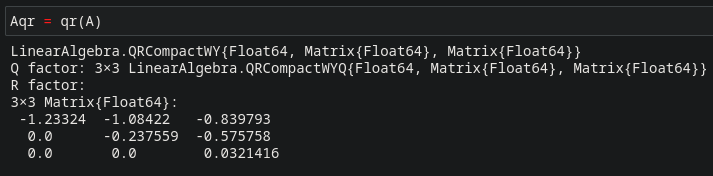 Aqr = qr(A)
LinearAlgebra.QRCompactWY{Float64, Matrix{Float64}, Matrix{Float64}}
Q factor: 3×3 LinearAlgebra.QRCompactWYQ{Float64, Matrix{Float64}, Matrix{Float64}}
R factor:
3×3 Matrix{Float64}:
 -1.23324  -1.08422   -0.839793
  0.0      -0.237559  -0.575758
  0.0       0.0        0.0321416